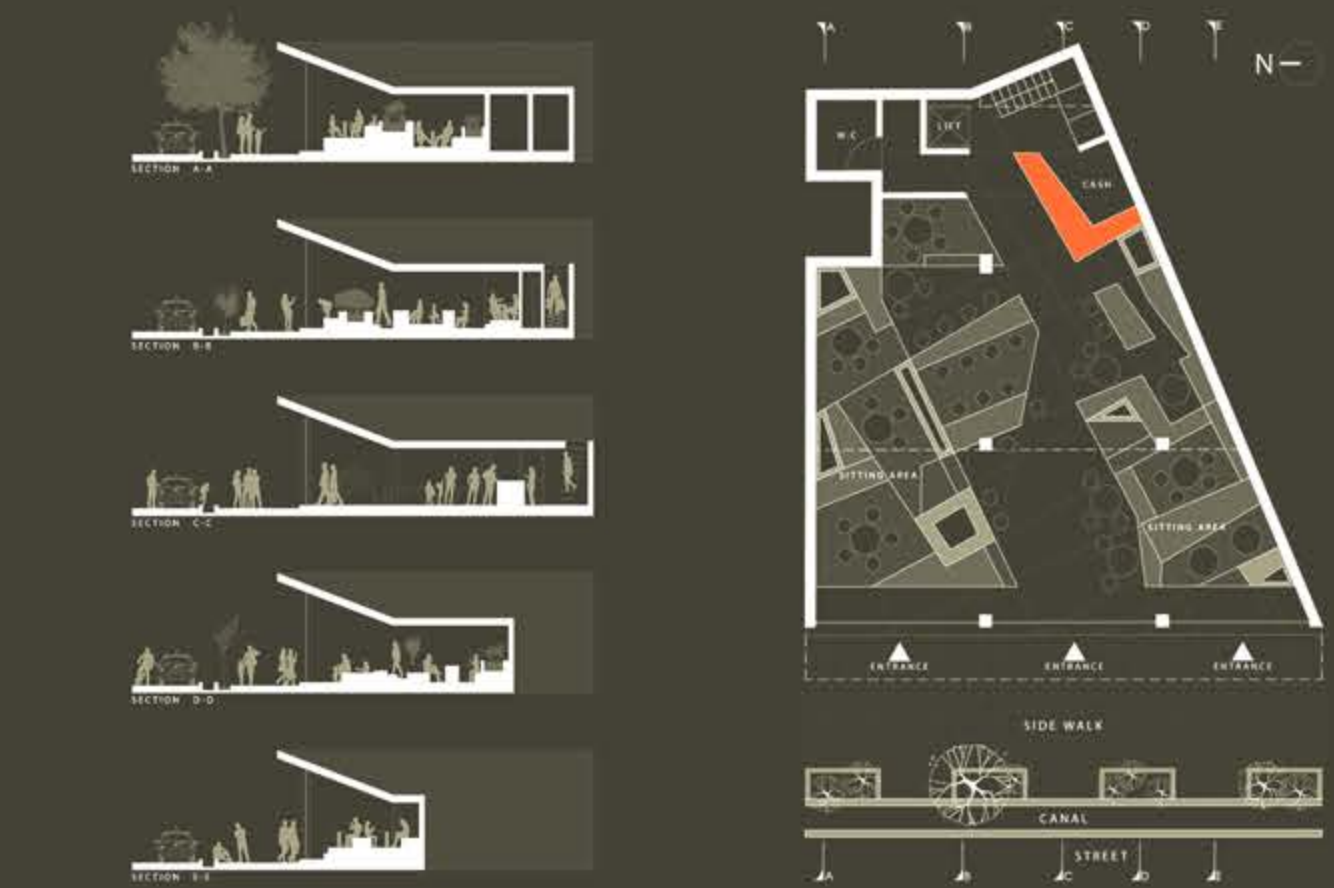 SECTION A-A
SECTION B-B
SECTION C-C
SECTION D-D
SECTION E-E
A B C D E
N
W.C
LIFT
CASH
SITTING AREA
SITTING AREA
ENTRANCE ENTRANCE ENTRANCE
SIDE WALK
CANAL
STREET
A B C D E